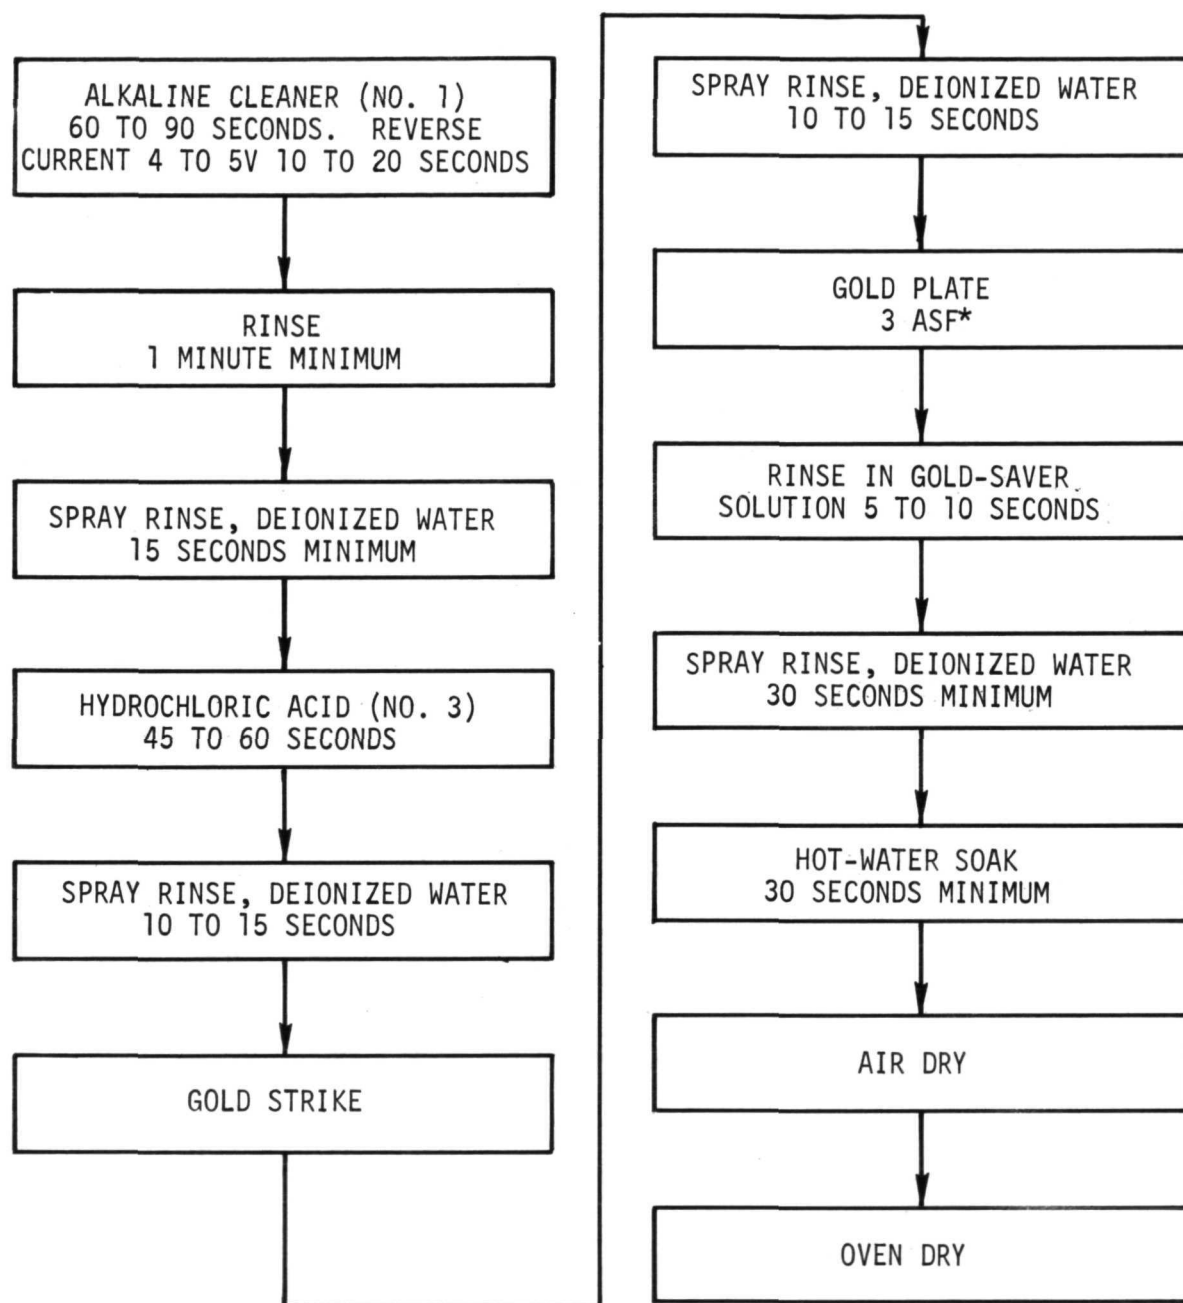 ALKALINE CLEANER (NO. 1)
60 TO 90 SECONDS. REVERSE
CURRENT 4 TO 5V 10 TO 20 SECONDS
RINSE
1 MINUTE MINIMUM
SPRAY RINSE, DEIONIZED WATER
15 SECONDS MINIMUM
HYDROCHLORIC ACID (NO. 3)
45 TO 60 SECONDS
SPRAY RINSE, DEIONIZED WATER
10 TO 15 SECONDS
GOLD STRIKE
SPRAY RINSE, DEIONIZED WATER
10 TO 15 SECONDS
GOLD PLATE
3 ASF*
RINSE IN GOLD-SAVER
SOLUTION 5 TO 10 SECONDS
SPRAY RINSE, DEIONIZED WATER
30 SECONDS MINIMUM
HOT-WATER SOAK
30 SECONDS MINIMUM
AIR DRY
OVEN DRY